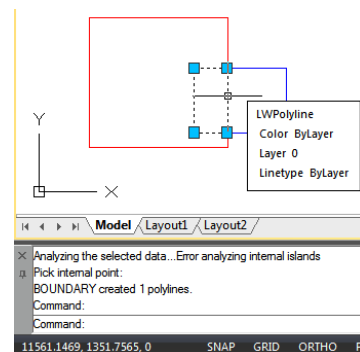 LWPolyline
Color ByLayer
Layer 0
Linetype ByLayer
Y
X
Model Layout1 Layout2
Analyzing the selected data...Error analyzing internal islands
Pick internal point:
BOUNDARY created 1 polylines.
Command:
Command:
11561.1469, 1351.7565, 0 SNAP GRID ORTHO